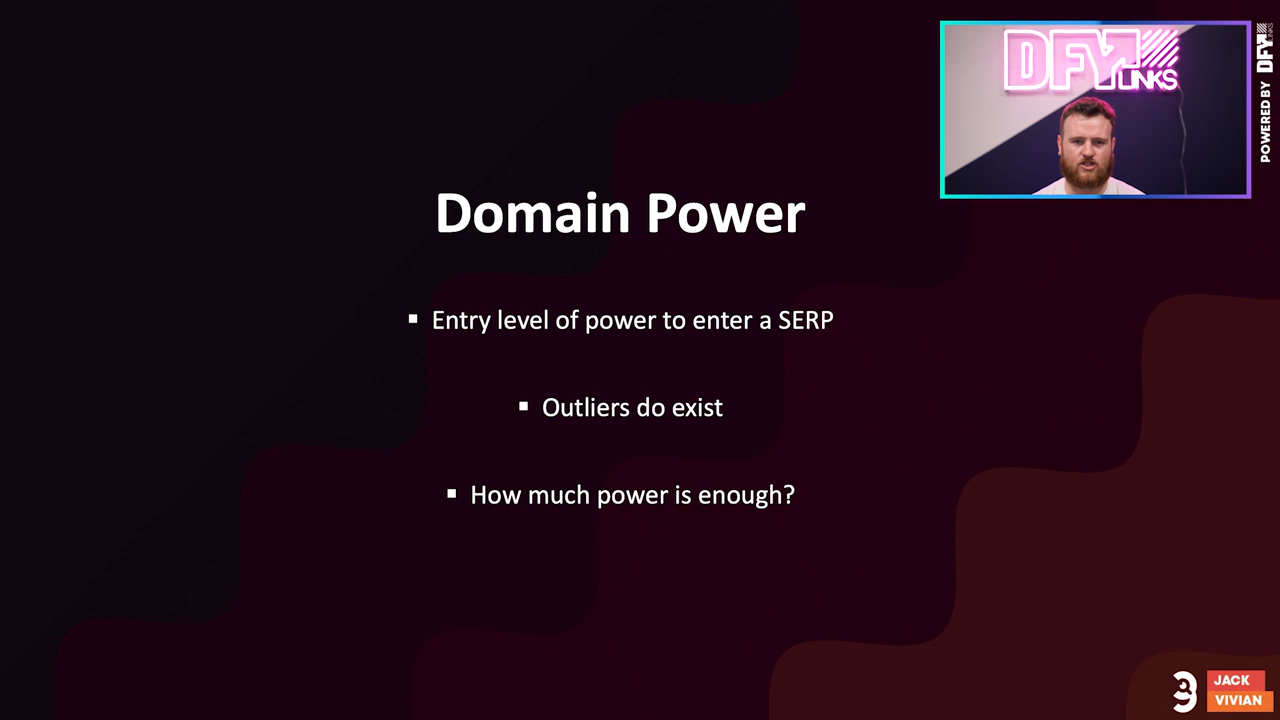 DFY
LINKS
POWERED BY DFY LINKS
Domain Power
▪ Entry level of power to enter a SERP
▪ Outliers do exist
▪ How much power is enough?
JACK
VIVIAN